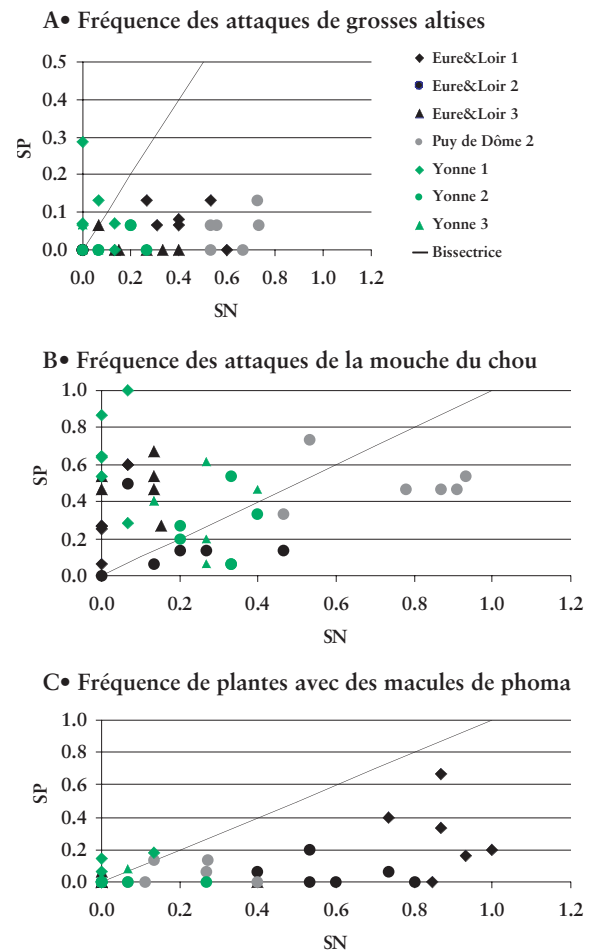 A• Fréquence des attaques de grosses altises
0.5
0.4
0.3
0.2
0.1
0.0
SP
0.0 0.2 0.4 0.6 0.8 1.0 1.2
SN
Eure&Loir 1
Eure&Loir 2
Eure&Loir 3
Puy de Dôme 2
Yonne 1
Yonne 2
Yonne 3
Bissectrice
B• Fréquence des attaques de la mouche du chou
1.0
0.8
0.6
0.4
0.2
0.0
SP
0.0 0.2 0.4 0.6 0.8 1.0 1.2
SN
C• Fréquence de plantes avec des macules de phoma
1.0
0.8
0.6
0.4
0.2
0.0
SP
0.0 0.2 0.4 0.6 0.8 1.0 1.2
SN